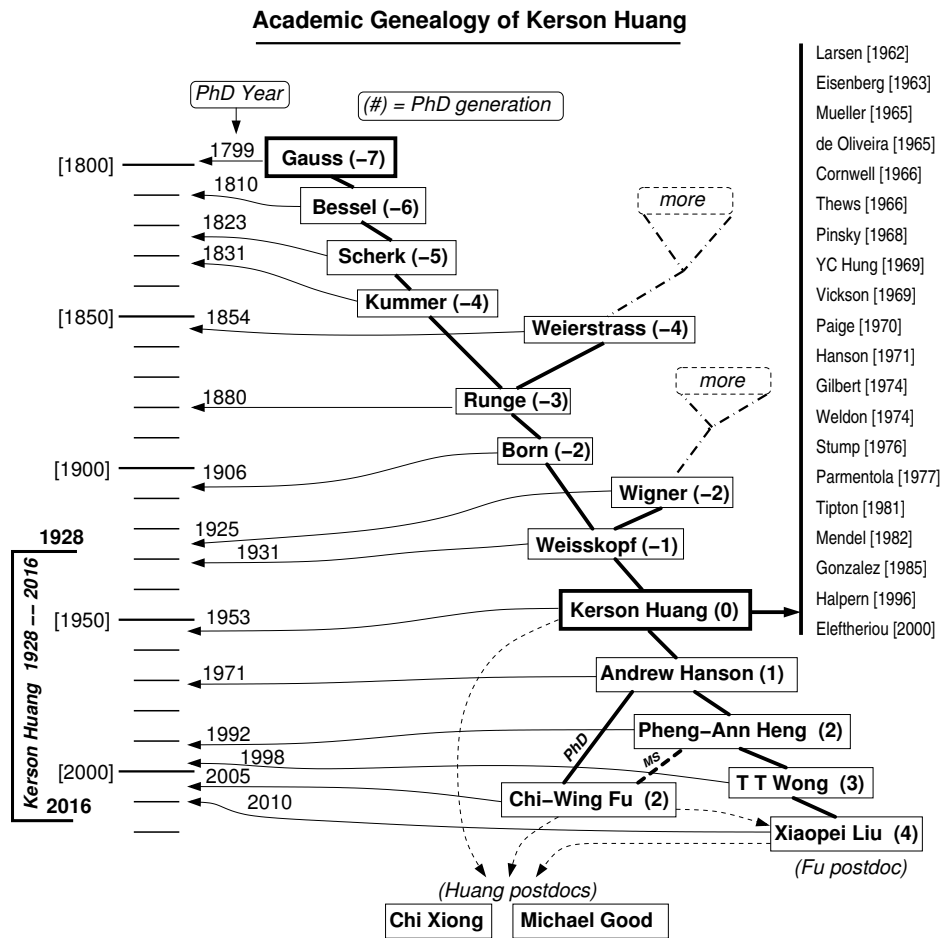 Academic Genealogy of Kerson Huang
PhD Year
(#) = PhD generation
[1800]
1799
Gauss (−7)
1810
Bessel (−6)
1823
Scherk (−5)
1831
Kummer (−4)
more
[1850]
1854
Weierstrass (−4)
more
1880
Runge (−3)
Born (−2)
[1900]
1906
Wigner (−2)
1925
1928
1931
Weisskopf (−1)
Kerson Huang 1928 −− 2016
[1950]
1953
Kerson Huang (0)
1971
Andrew Hanson (1)
1992
Pheng−Ann Heng (2)
PhD
MS
1998
[2000]
2005
T T Wong (3)
Chi−Wing Fu (2)
2016
2010
Xiaopei Liu (4)
(Fu postdoc)
(Huang postdocs)
Chi Xiong
Michael Good
Larsen [1962]
Eisenberg [1963]
Mueller [1965]
de Oliveira [1965]
Cornwell [1966]
Thews [1966]
Pinsky [1968]
YC Hung [1969]
Vickson [1969]
Paige [1970]
Hanson [1971]
Gilbert [1974]
Weldon [1974]
Stump [1976]
Parmentola [1977]
Tipton [1981]
Mendel [1982]
Gonzalez [1985]
Halpern [1996]
Eleftheriou [2000]